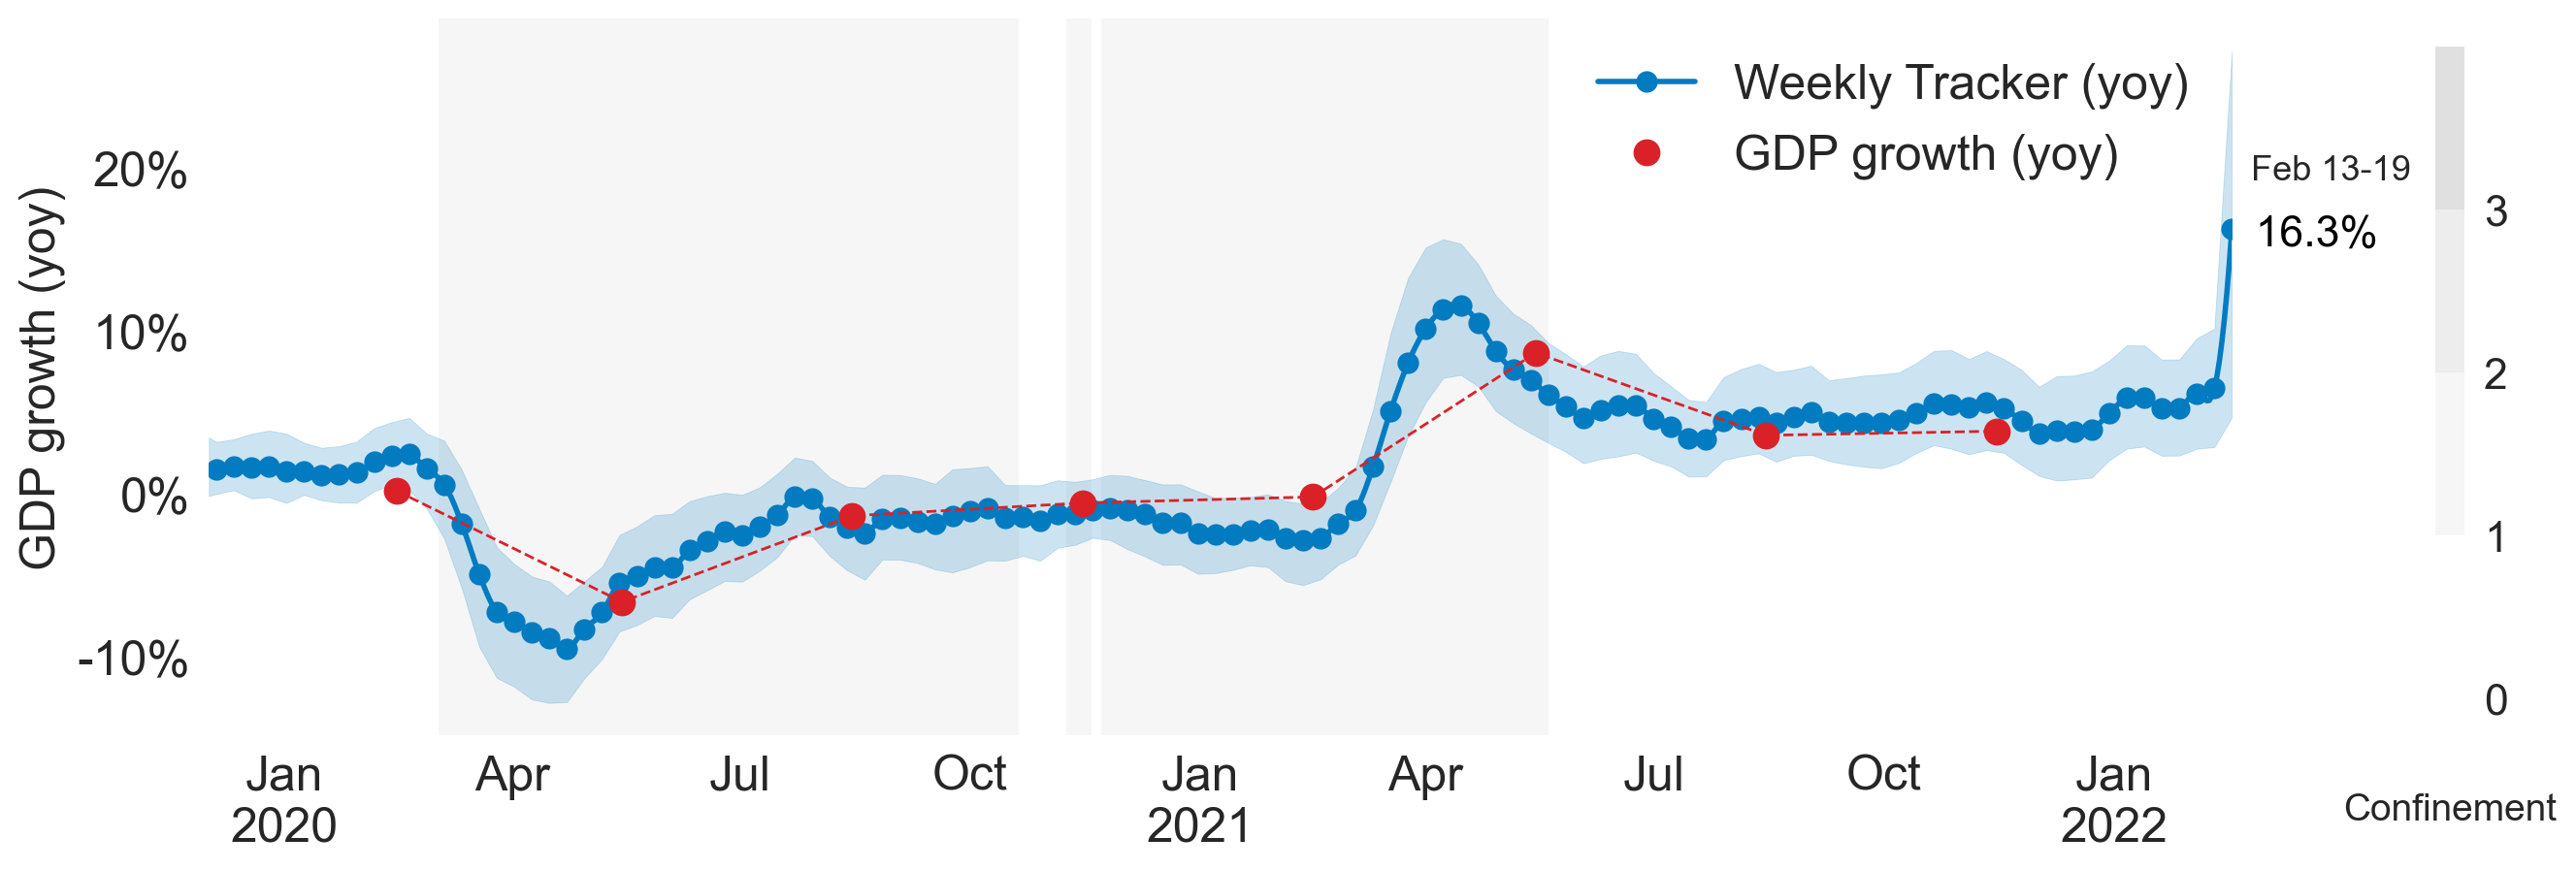 Weekly Tracker (yoy)
GDP growth (yoy)
GDP growth (yoy)
20%
10%
0%
-10%
Feb 13-19
16.3%
3
2
1
0
Jan Apr Jul Oct Jan Apr Jul Oct Jan
2020 2021 2022
Confinement